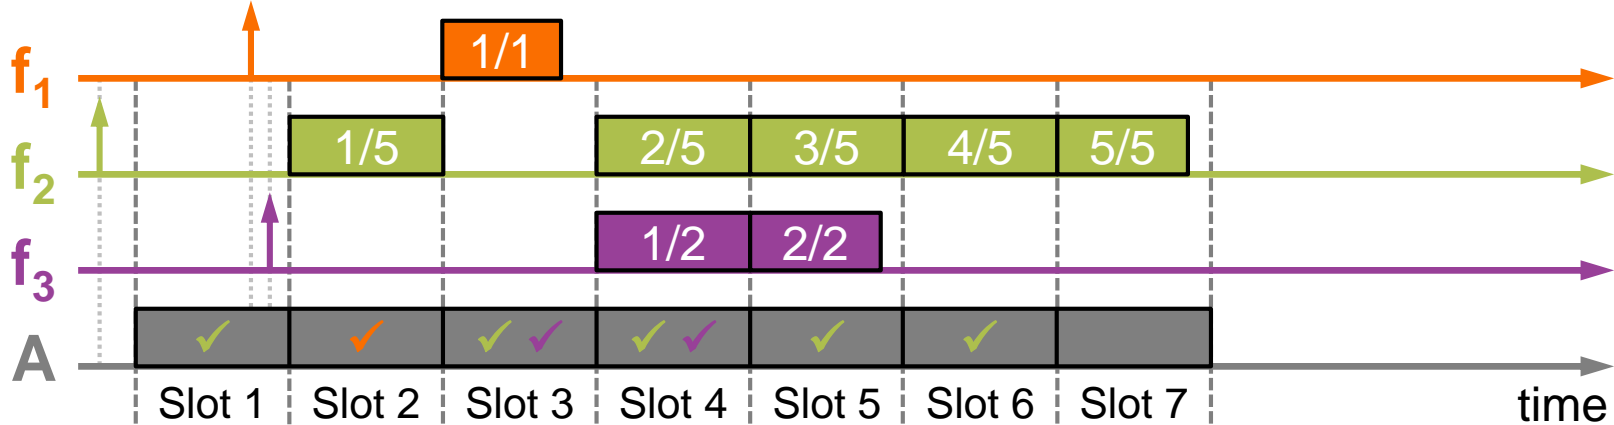 f1 1/1
f2 1/5 2/5 3/5 4/5 5/5
f3 1/2 2/2
A
Slot 1 Slot 2 Slot 3 Slot 4 Slot 5 Slot 6 Slot 7 time